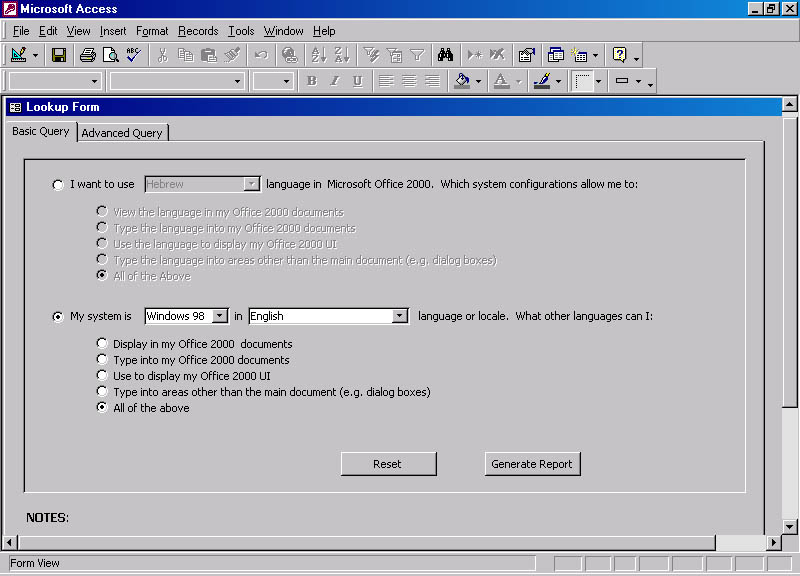 Microsoft Access
File Edit View Insert Format Records Tools Window Help
ABC
A Z Z A
B I U A
Lookup Form
Basic Query Advanced Query
I want to use Hebrew language in Microsoft Office 2000. Which system configurations allow me to:
View the language in my Office 2000 documents
Type the language into my Office 2000 documents
Use the language to display my Office 2000 UI
Type the language into areas other than the main document (e.g. dialog boxes)
All of the Above
My system is Windows 98 in English language or locale. What other languages can I:
Display in my Office 2000 documents
Type into my Office 2000 documents
Use to display my Office 2000 UI
Type into areas other than the main document (e.g. dialog boxes)
All of the above
Reset Generate Report
NOTES:
Form View